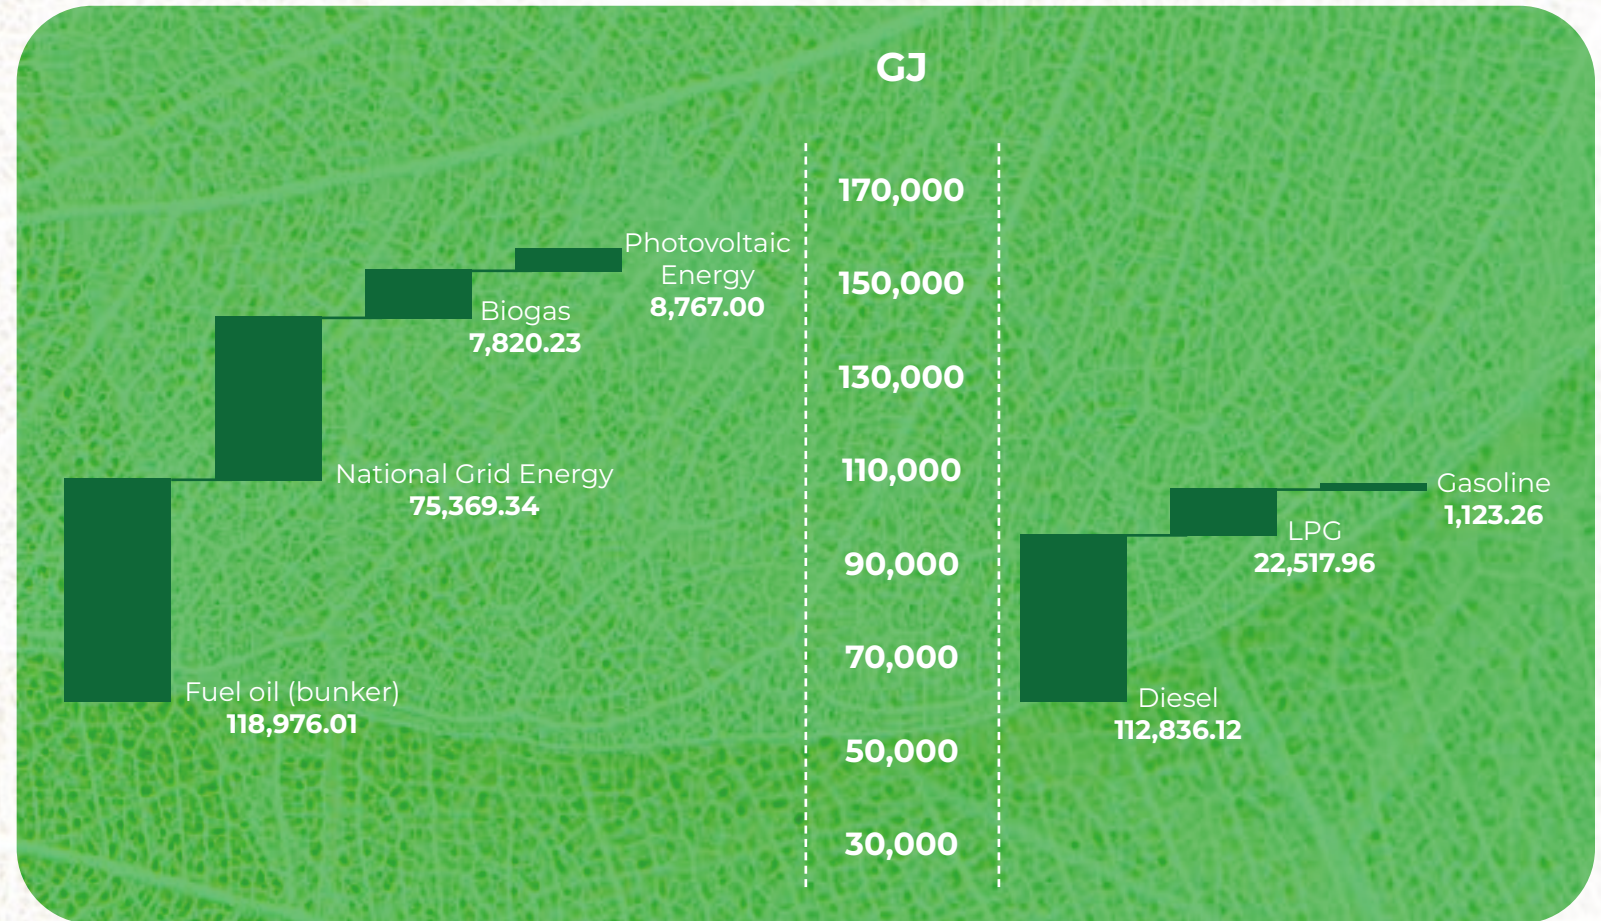 GJ
Photovoltaic
Energy
8,767.00
Biogas
7,820.23
National Grid Energy
75,369.34
Fuel oil (bunker)
118,976.01
170,000
150,000
130,000
110,000
90,000
70,000
50,000
30,000
Gasoline
1,123.26
LPG
22,517.96
Diesel
112,836.12